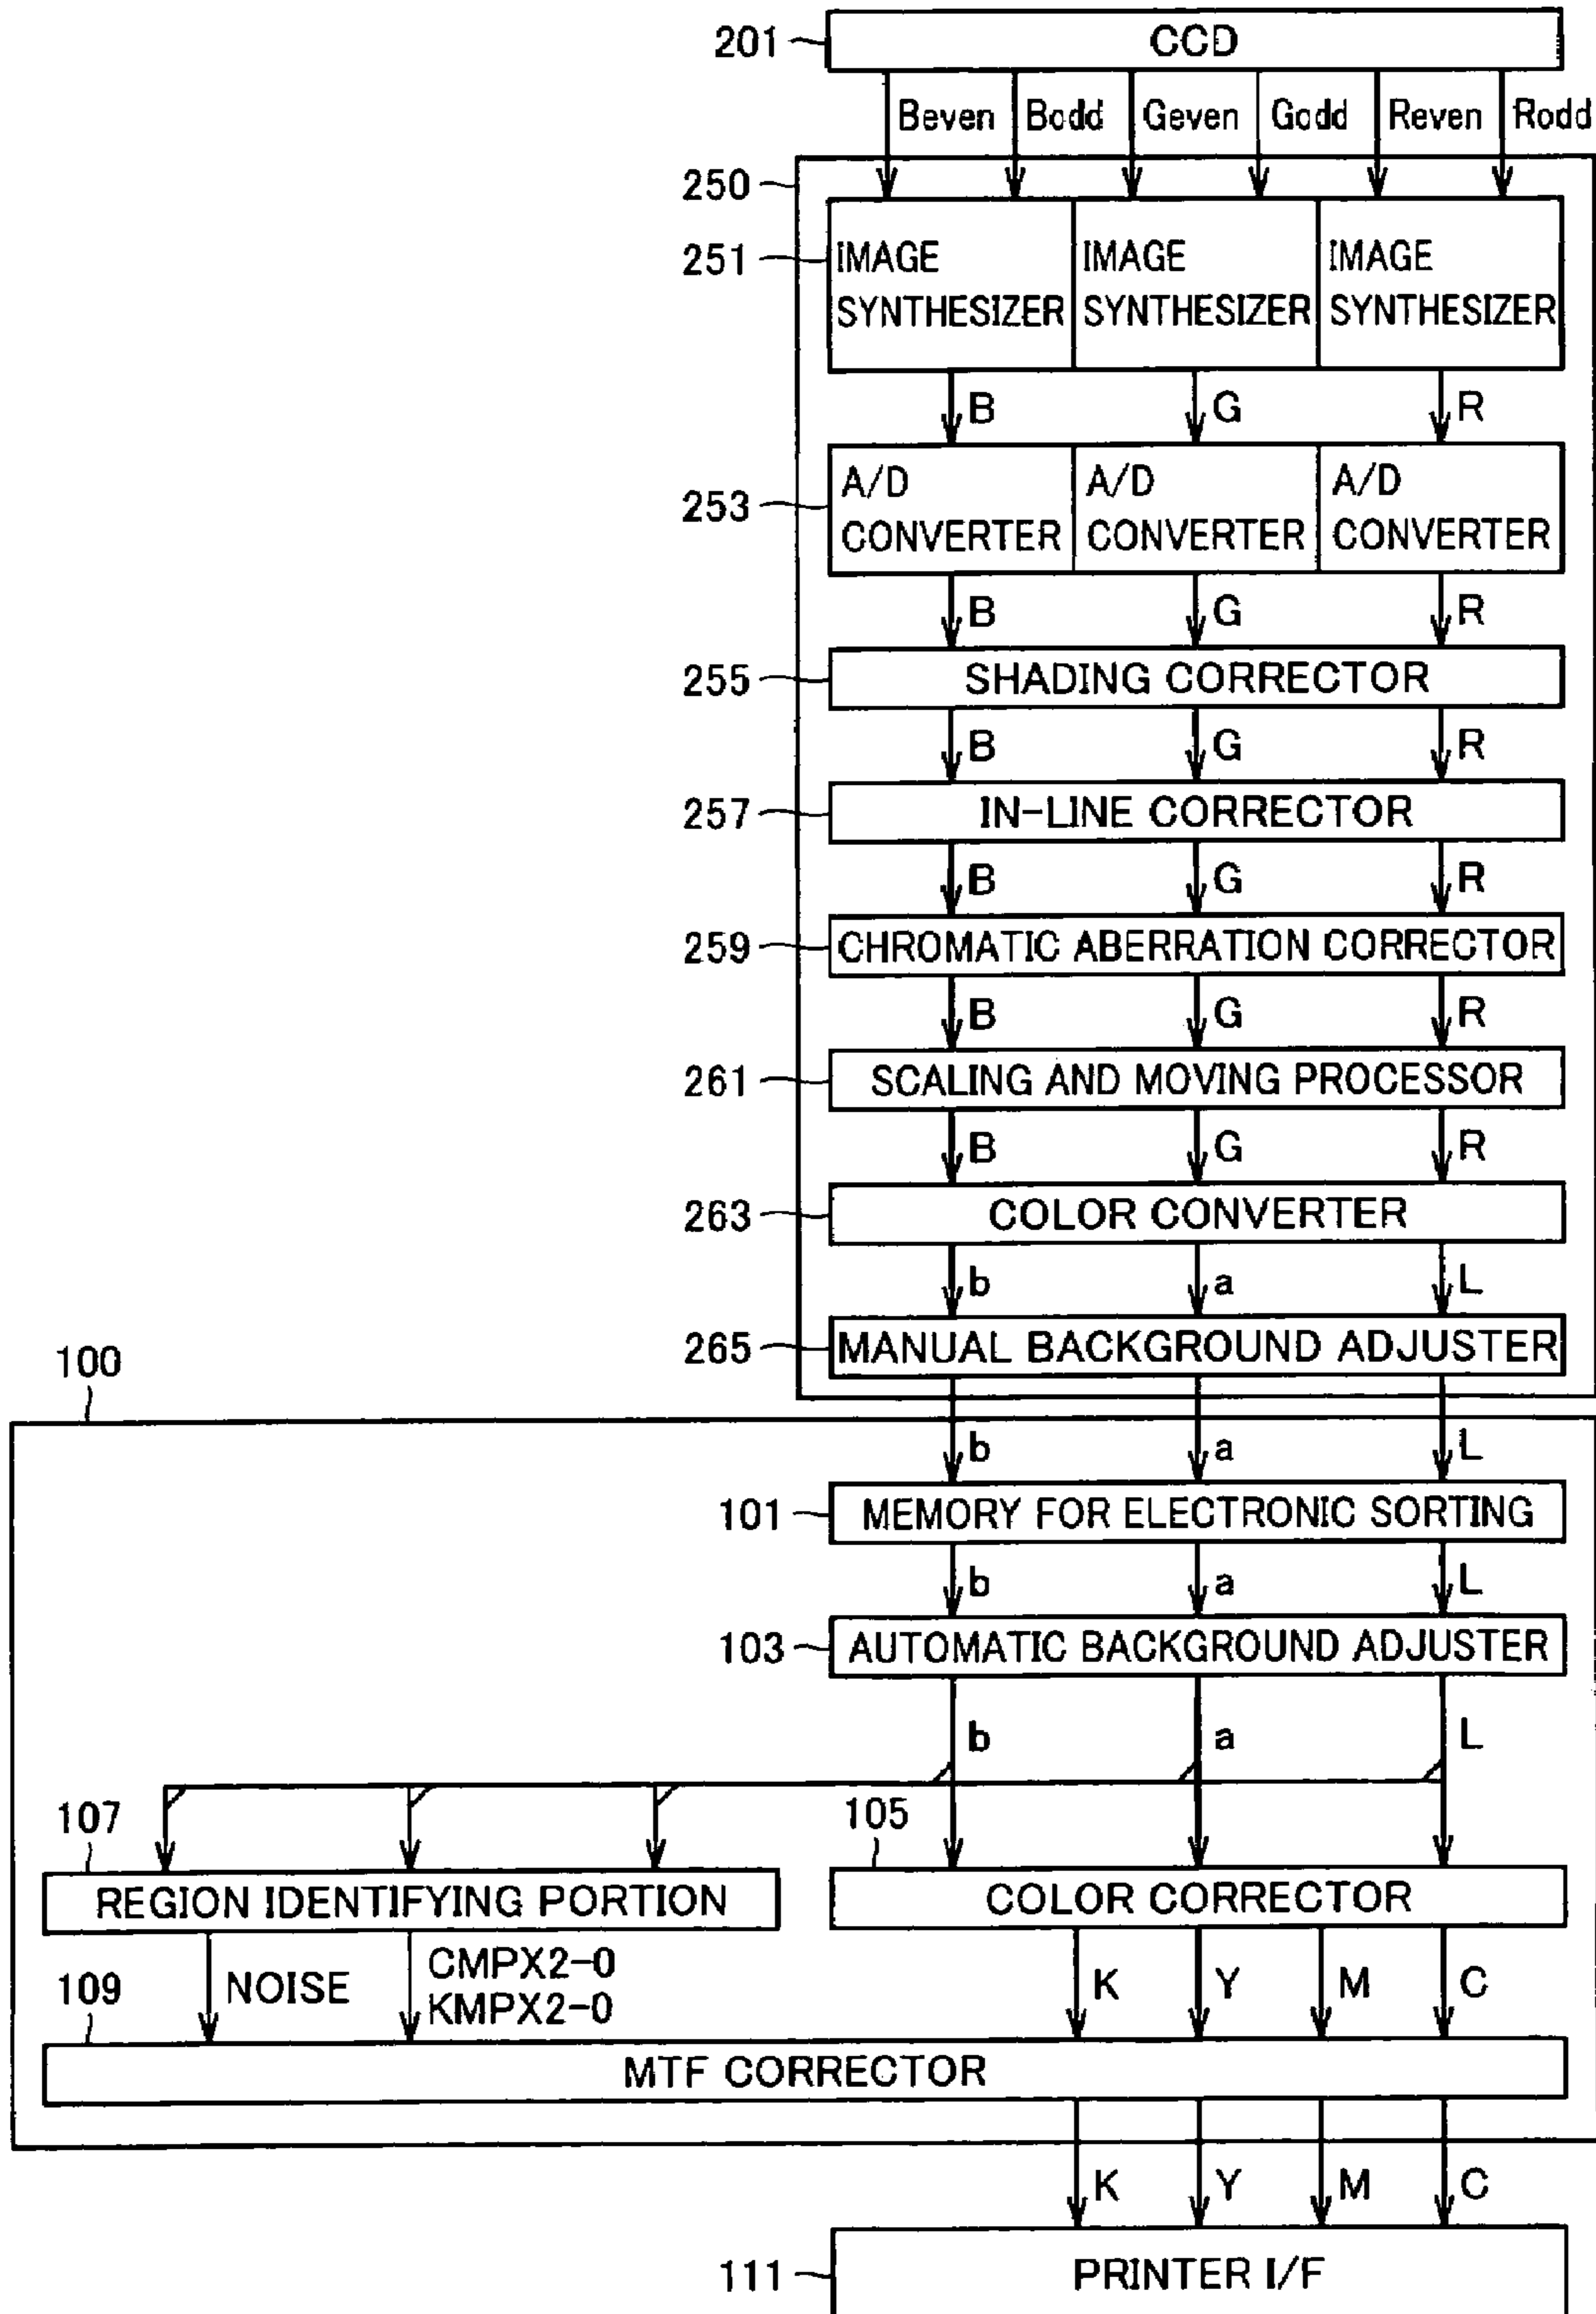 201 CCD
Beven Bodd Geven Godd Reven Rodd
250
251 IMAGE SYNTHESIZER IMAGE SYNTHESIZER IMAGE SYNTHESIZER
B G R
253 A/D CONVERTER A/D CONVERTER A/D CONVERTER
B G R
255 SHADING CORRECTOR
B G R
257 IN-LINE CORRECTOR
B G R
259 CHROMATIC ABERRATION CORRECTOR
B G R
261 SCALING AND MOVING PROCESSOR
B G R
263 COLOR CONVERTER
b a L
265 MANUAL BACKGROUND ADJUSTER
100
b a L
101 MEMORY FOR ELECTRONIC SORTING
b a L
103 AUTOMATIC BACKGROUND ADJUSTER
b a L
107 105
REGION IDENTIFYING PORTION COLOR CORRECTOR
109 NOISE CMPX2-0 KMPX2-0 K Y M C
MTF CORRECTOR
K Y M C
111 PRINTER I/F